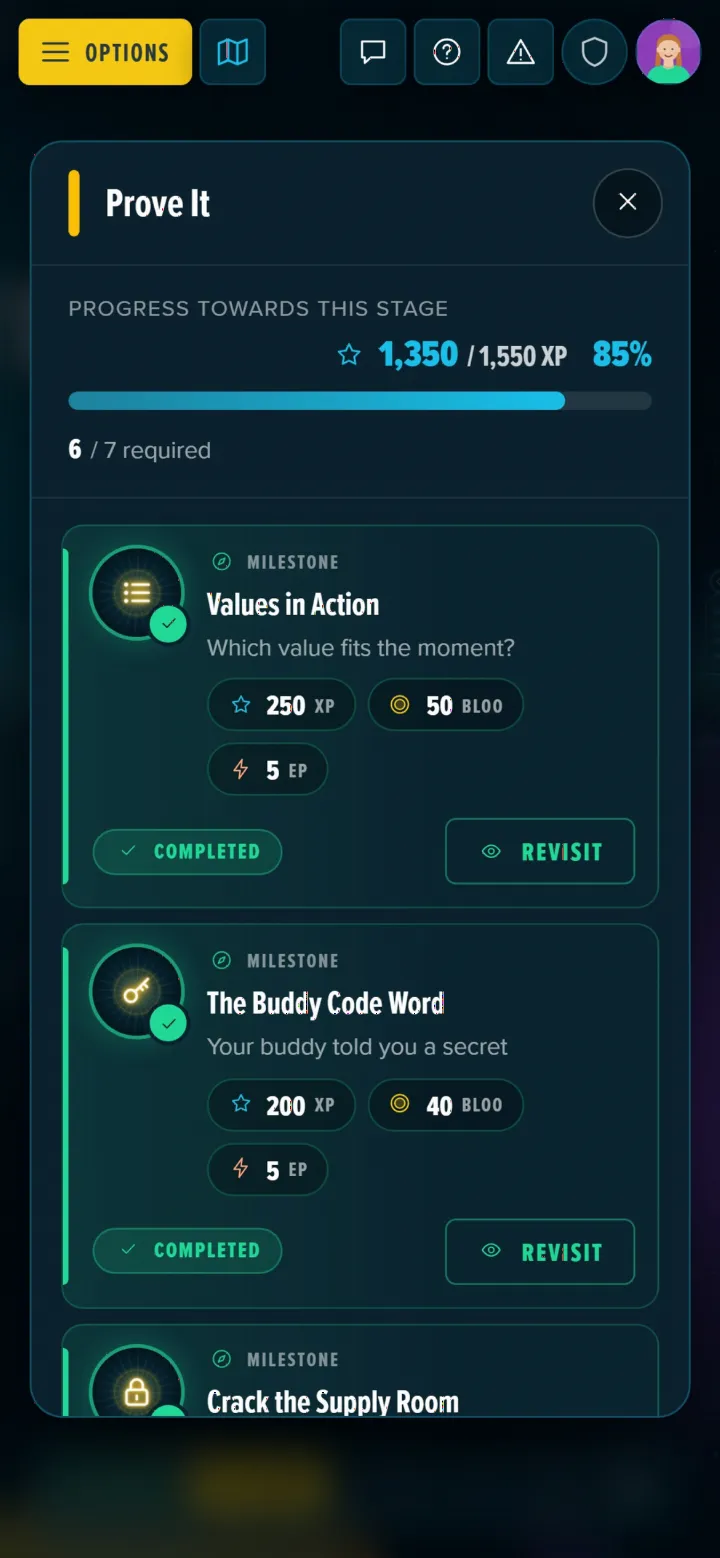 OPTIONS
Prove It
PROGRESS TOWARDS THIS STAGE
1,350 / 1,550 XP 85%
6 / 7 required
MILESTONE
Values in Action
Which value fits the moment?
250 XP 50 BLOO
5 EP
COMPLETED REVISIT
MILESTONE
The Buddy Code Word
Your buddy told you a secret
200 XP 40 BLOO
5 EP
COMPLETED REVISIT
MILESTONE
Crack the Supply Room